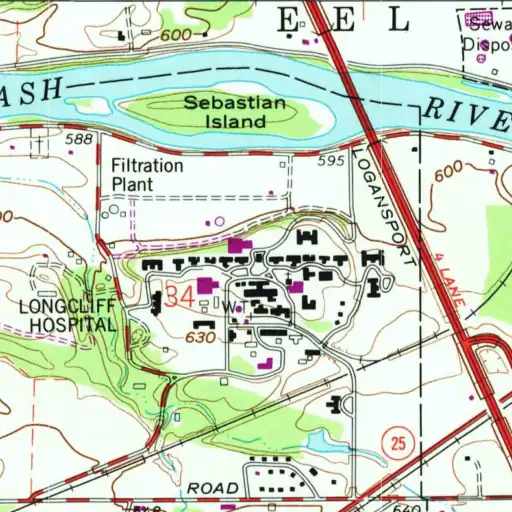 E E L
600
Sewa
Dispo
ASH
Sebastian
Island
RIVE
588
595
Filtration
Plant
LOGANSPORT
600
00
4 LANE
LONGCLIFF
HOSPITAL
34
W
630
25
ROAD
640